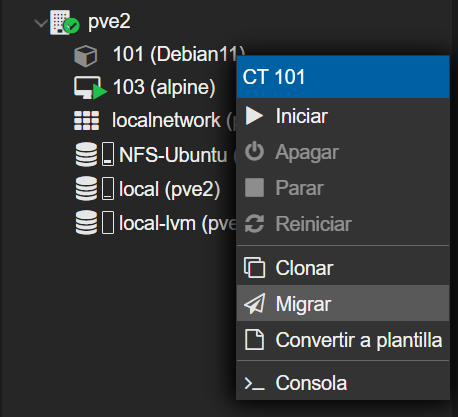 pve2
101 (Debian11)
103 (alpine)
localnetwork (
NFS-Ubuntu (
local (pve2)
local-lvm (pve
CT 101
Iniciar
Apagar
Parar
Reiniciar
Clonar
Migrar
Convertir a plantilla
Consola